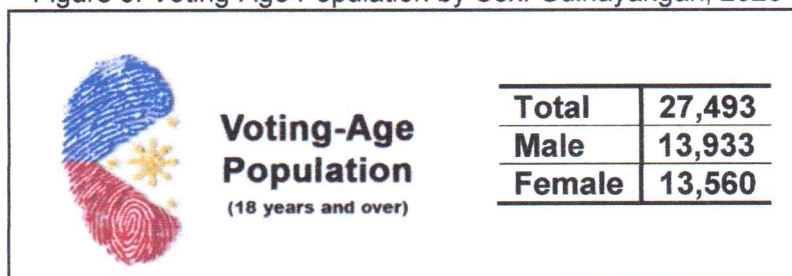 Voting-Age
Population
(18 years and over)
Total 27,493
Male 13,933
Female 13,560